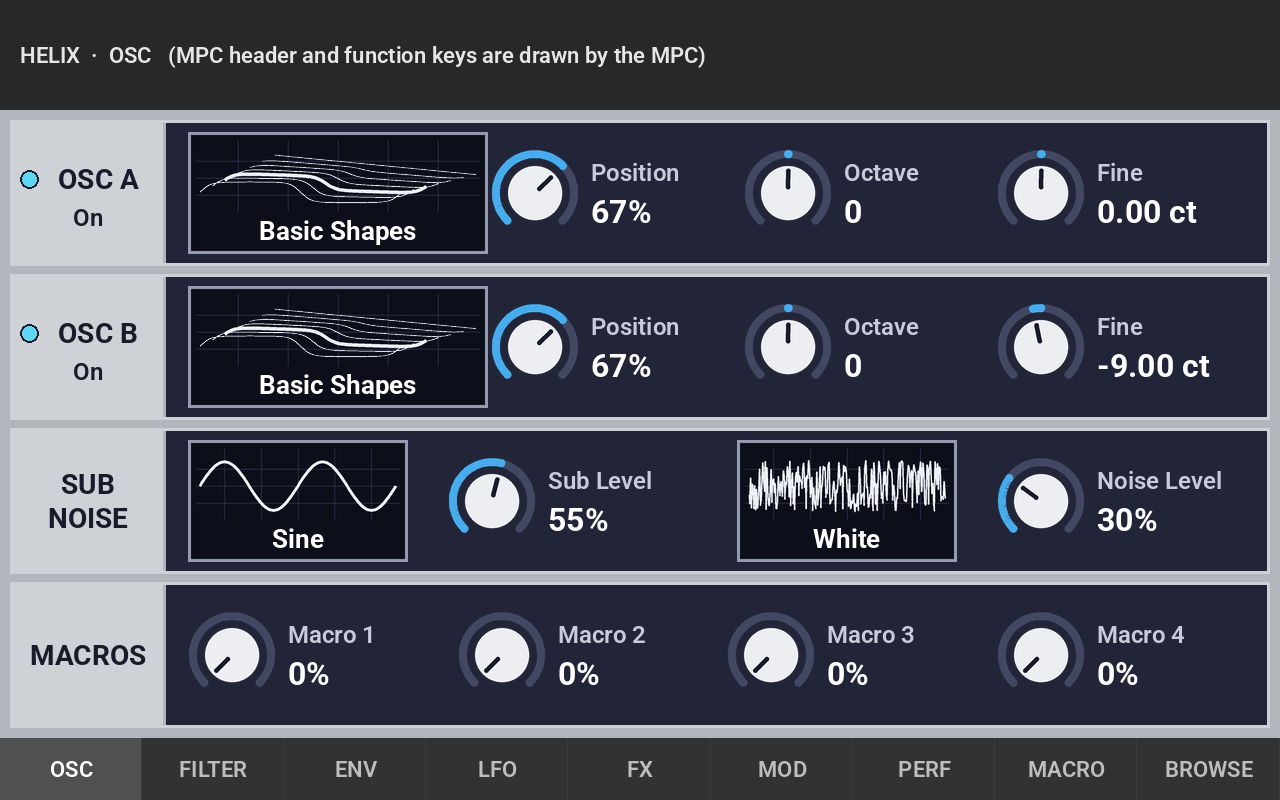 HELIX · OSC (MPC header and function keys are drawn by the MPC)
OSC A
On
Basic Shapes
Position
67%
Octave
0
Fine
0.00 ct
OSC B
On
Basic Shapes
Position
67%
Octave
0
Fine
-9.00 ct
SUB
NOISE
Sine
Sub Level
55%
White
Noise Level
30%
MACROS
Macro 1
0%
Macro 2
0%
Macro 3
0%
Macro 4
0%
OSC FILTER ENV LFO FX MOD PERF MACRO BROWSE